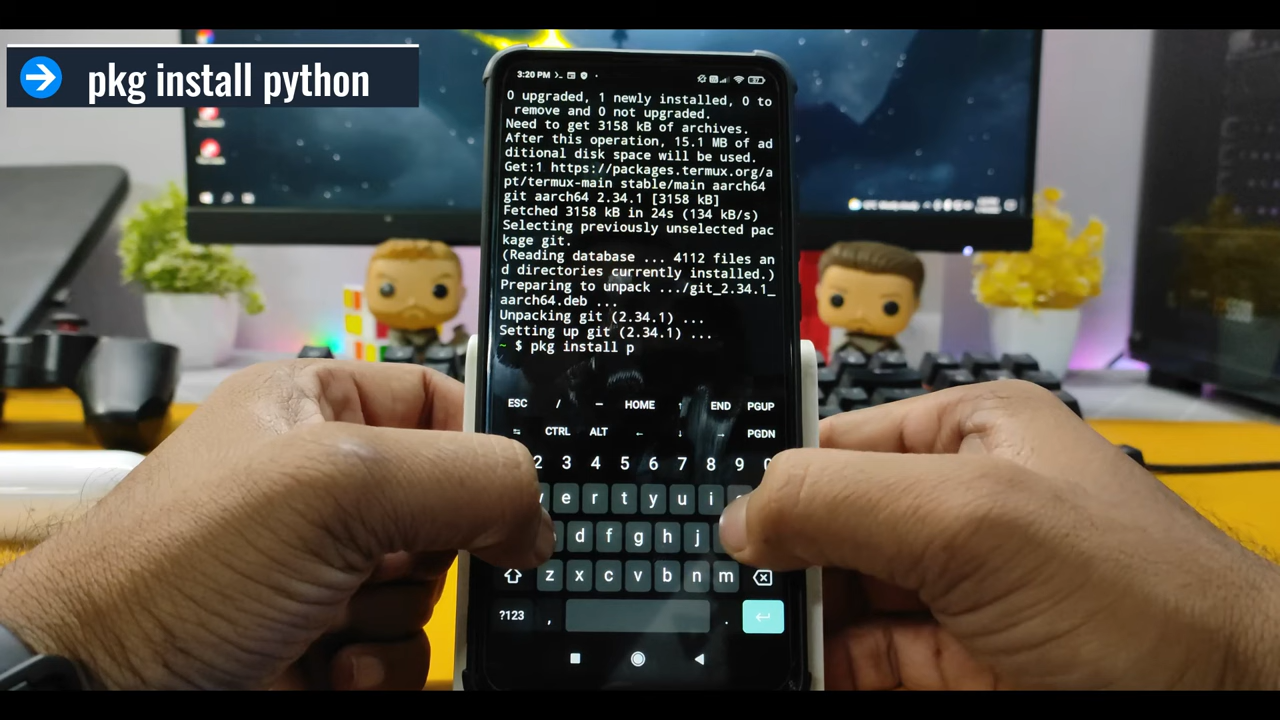 pkg install python
3:20 PM
0 upgraded, 1 newly installed, 0 to
remove and 0 not upgraded.
Need to get 3158 kB of archives.
After this operation, 15.1 MB of ad
ditional disk space will be used.
Get:1 https://packages.termux.org/a
pt/termux-main stable/main aarch64
git aarch64 2.34.1 [3158 kB]
Fetched 3158 kB in 24s (134 kB/s)
Selecting previously unselected pac
kage git.
(Reading database ... 4112 files an
d directories currently installed.)
Preparing to unpack .../git_2.34.1_
aarch64.deb ...
Unpacking git (2.34.1) ...
Setting up git (2.34.1) ...
~ $ pkg install p
ESC / – HOME ↑ END PGUP
CTRL ALT ← ↓ → PGDN
2 3 4 5 6 7 8 9
e r t y u i
d f g h j
z x c v b n m
?123 , .